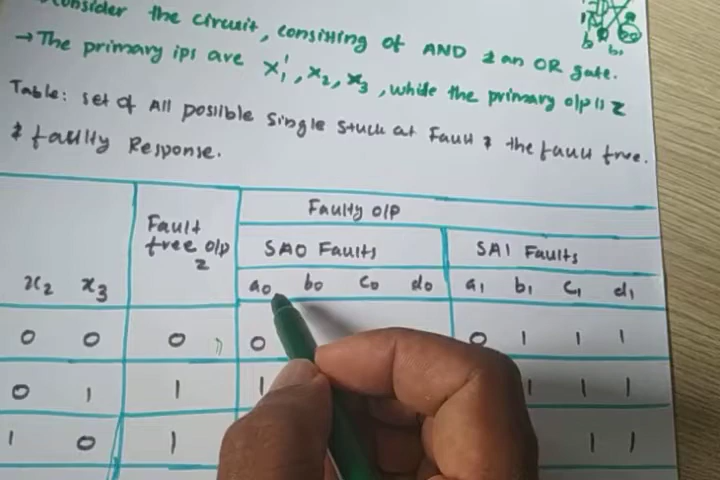 consider the circuit, consisting of AND & an OR gate.
→ The primary ips are x₁', x₂, x₃, while the primary o/p is z
Table: set of All possible single stuck at Fault & the fault free.
& faulty Response.
Fault free o/p z
Faulty o/p
SA0 Faults SA1 Faults
x₂ x₃ a₀ b₀ c₀ d₀ a₁ b₁ c₁ d₁
0 0 0 0 0 1 1 1
0 1 1 1 1 1 1
1 0 1 1 1